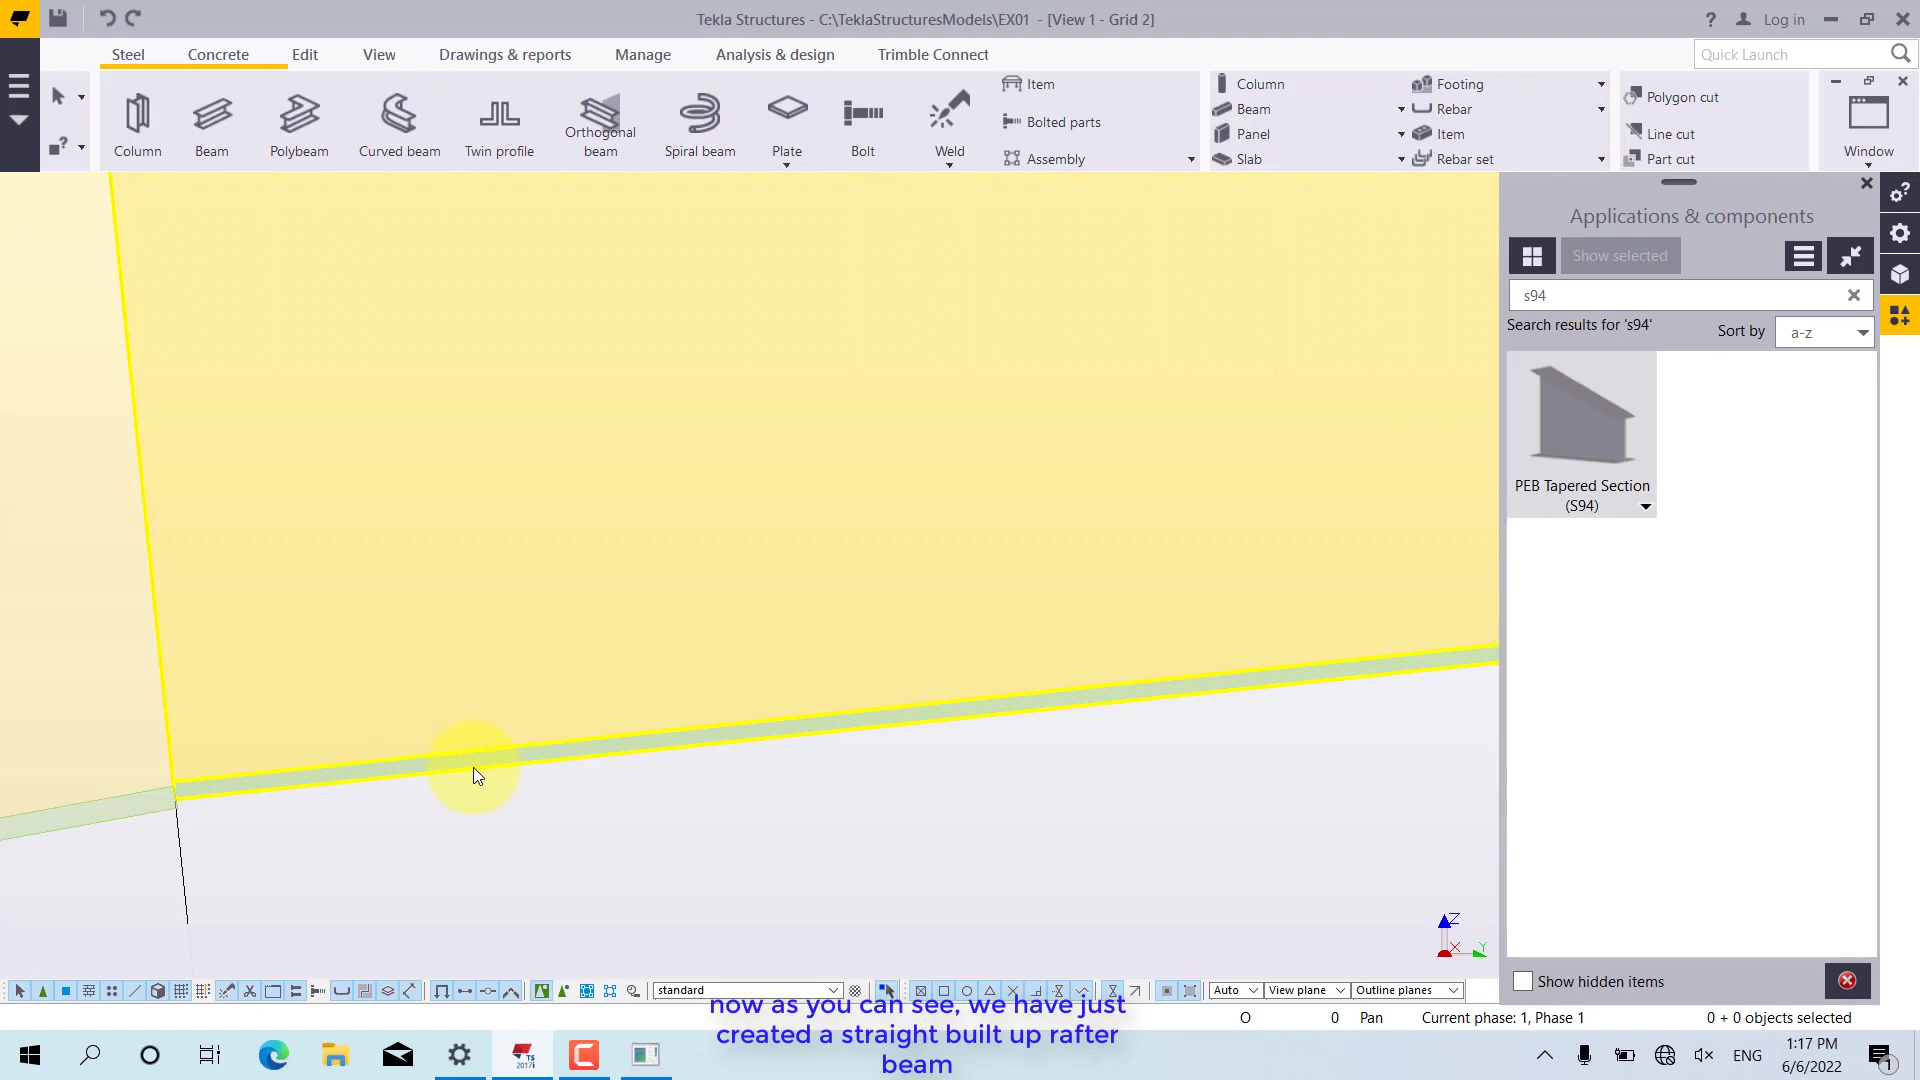 Tekla Structures - C:\TeklaStructuresModels\EX01 - [View 1 - Grid 2]
Log in
Steel
Concrete
Edit
View
Drawings & reports
Manage
Analysis & design
Trimble Connect
Quick Launch
Column
Beam
Polybeam
Curved beam
Twin profile
Orthogonal
beam
Spiral beam
Plate
Bolt
Weld
Item
Bolted parts
Assembly
Column
Beam
Panel
Slab
Footing
Rebar
Item
Rebar set
Polygon cut
Line cut
Part cut
Window
Applications & components
Show selected
s94
Search results for 's94'
Sort by
a-z
PEB Tapered Section
(S94)
Show hidden items
Z
X
Y
standard
Auto
View plane
Outline planes
now as you can see, we have just
created a straight built up rafter
beam
O
0
Pan
Current phase: 1, Phase 1
0 + 0 objects selected
TS
2017i
ENG
1:17 PM
6/6/2022
1